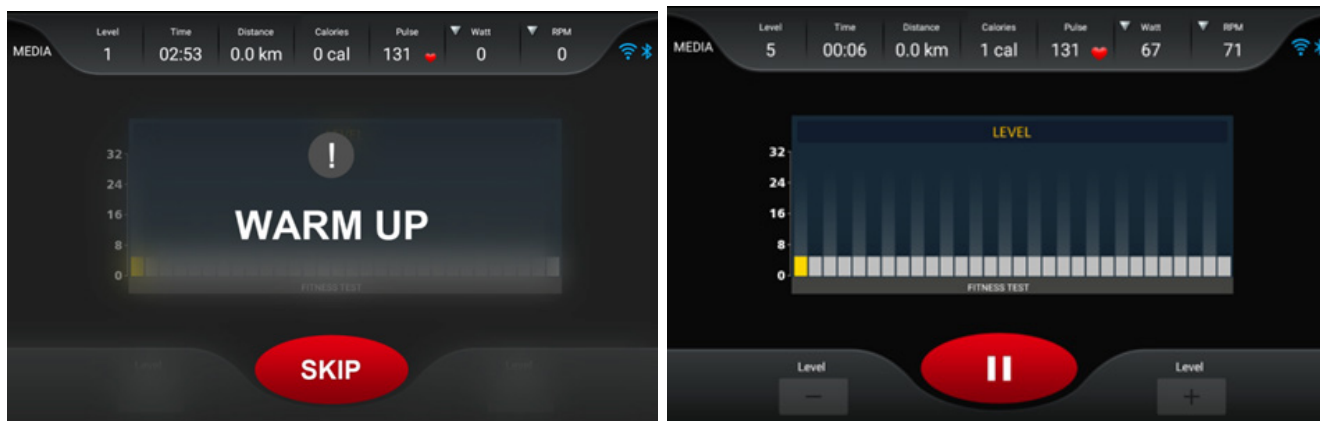 Level Time Distance Calories Pulse Watt RPM
MEDIA 1 02:53 0.0 km 0 cal 131 0 0
LEVEL
!
32
24
16
WARM UP
8
0
FITNESS TEST
SKIP
Level Level
Level Time Distance Calories Pulse Watt RPM
MEDIA 5 00:06 0.0 km 1 cal 131 67 71
LEVEL
32
24
16
8
0
FITNESS TEST
Level Level
− +